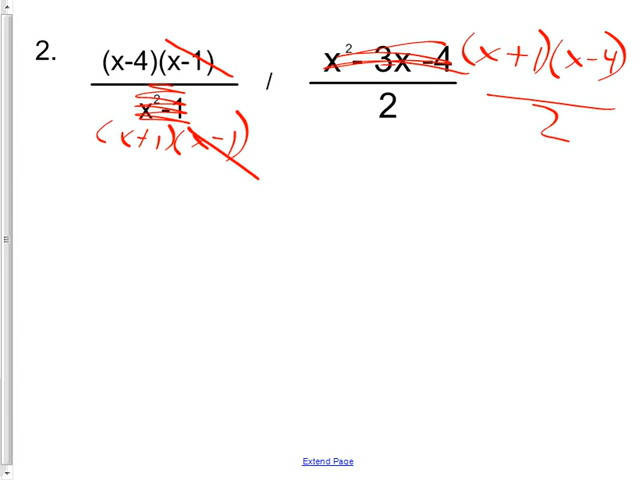 2. (x-4)(x-1) / x² - 3x - 4 (x+1)(x-4)
x² - 1 2 2
(x+1)(x-1)
Extend Page